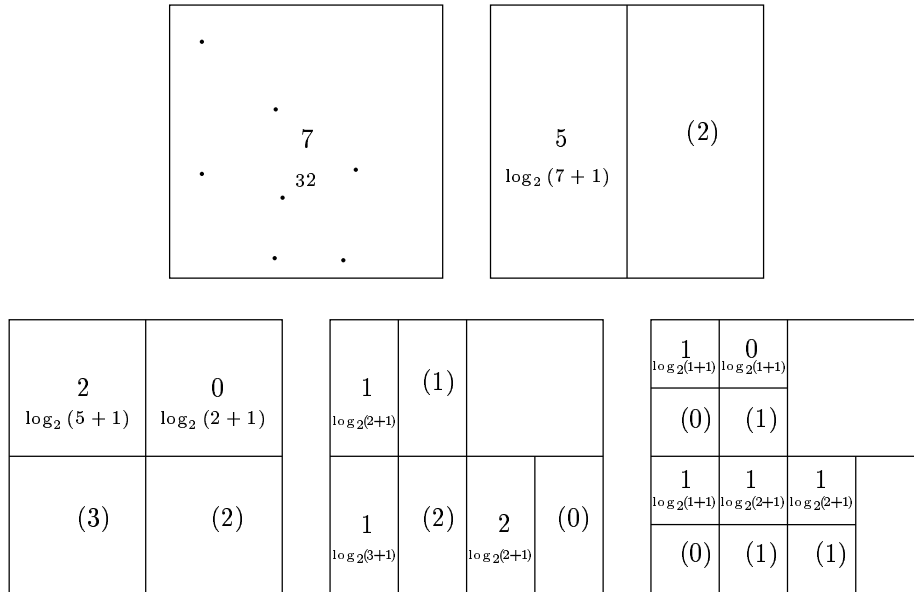 7
32
5
(2)
log₂ (7 + 1)
2
log₂ (5 + 1)
0
log₂ (2 + 1)
(3)
(2)
1
log₂(2+1)
(1)
1
log₂(3+1)
(2)
2
log₂(2+1)
(0)
1
log₂(1+1)
0
log₂(1+1)
(0)
(1)
1
log₂(1+1)
1
log₂(2+1)
1
log₂(2+1)
(0)
(1)
(1)